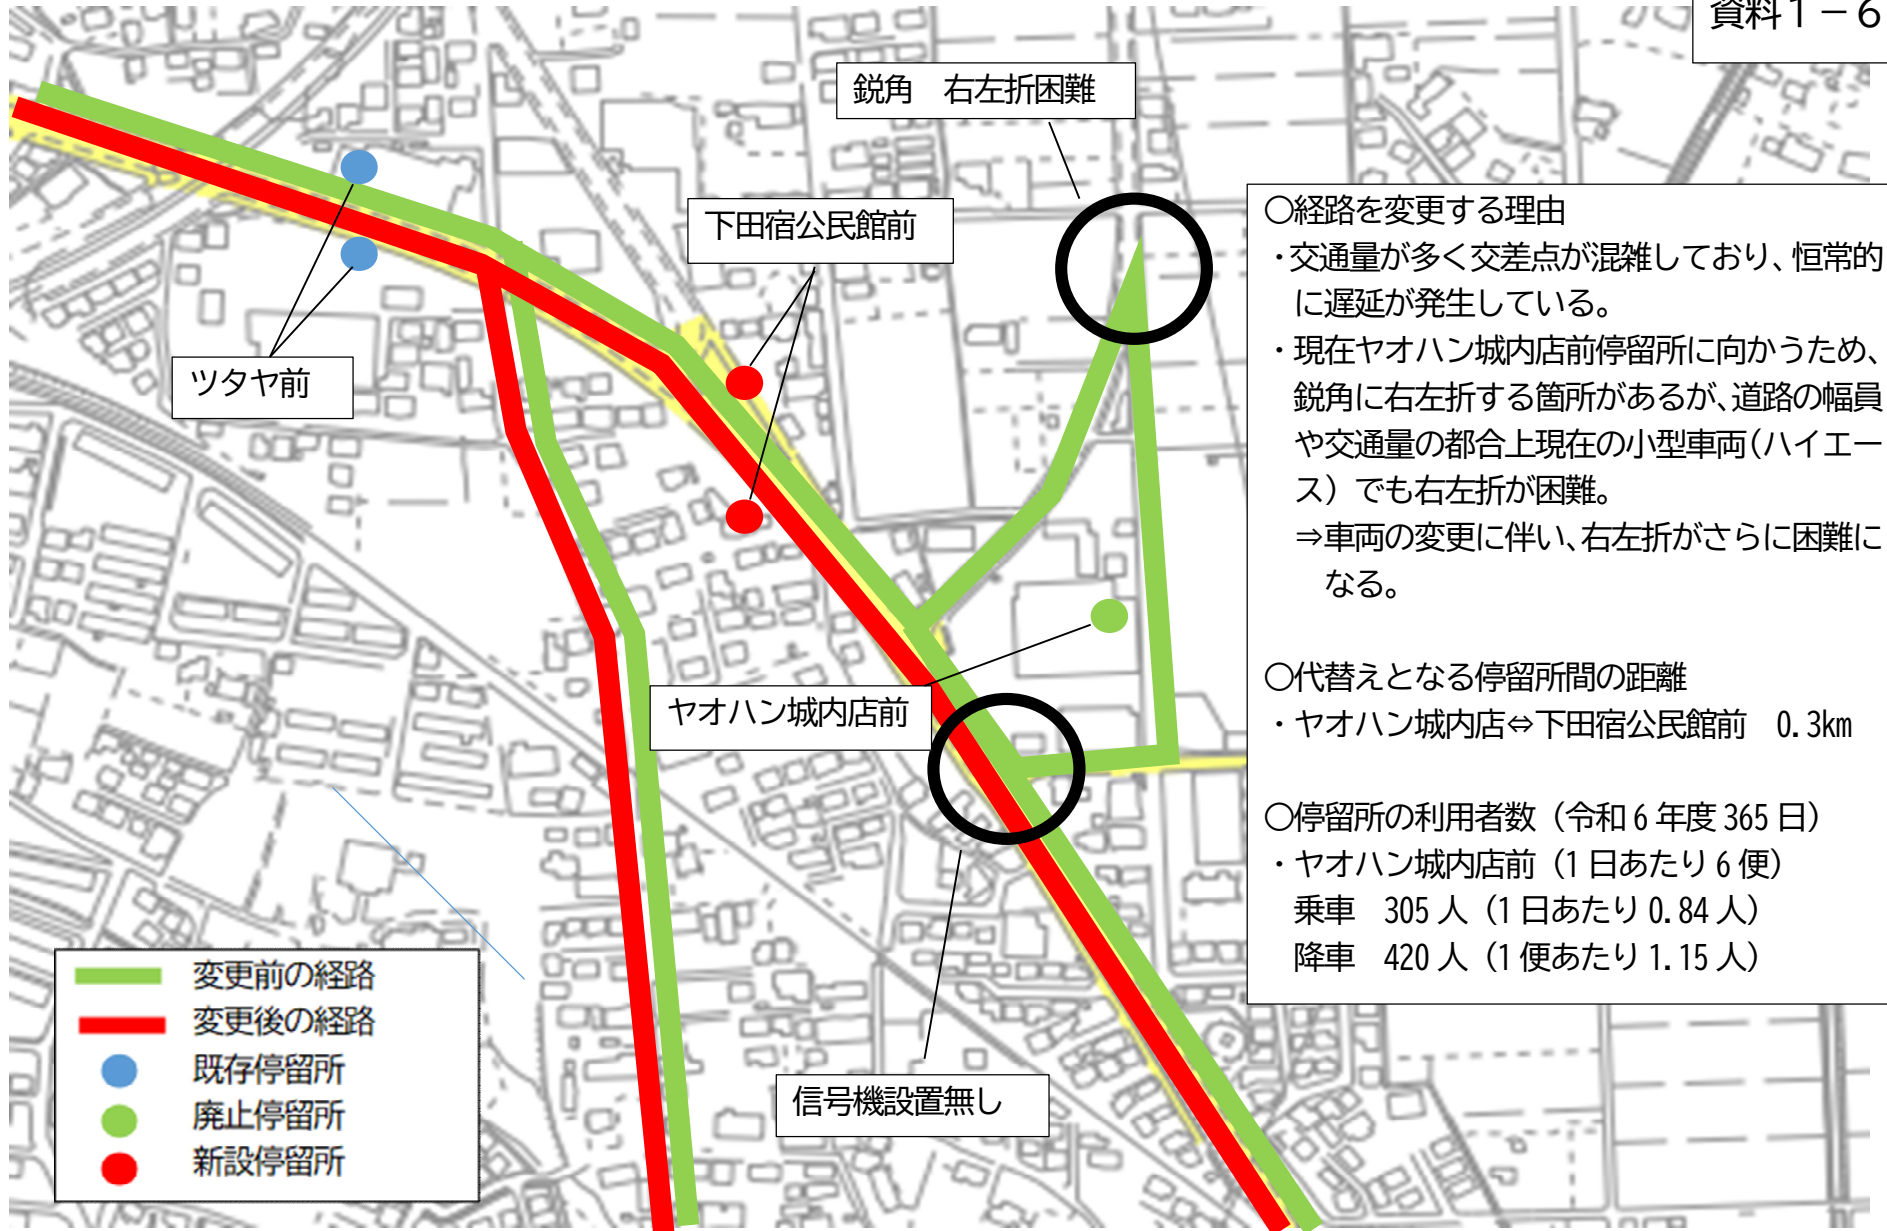 資料１－６
鋭角　右左折困難
下田宿公民館前
ツタヤ前
ヤオハン城内店前
信号機設置無し
〇経路を変更する理由
・交通量が多く交差点が混雑しており、恒常的
に遅延が発生している。
・現在ヤオハン城内店前停留所に向かうため、
鋭角に右左折する箇所があるが、道路の幅員
や交通量の都合上現在の小型車両（ハイエー
ス）でも右左折が困難。
⇒車両の変更に伴い、右左折がさらに困難に
なる。
〇代替えとなる停留所間の距離
・ヤオハン城内店⇔下田宿公民館前　0.3㎞
〇停留所の利用者数（令和6年度365日）
・ヤオハン城内店前（1日あたり6便）
乗車　305人（1日あたり0.84人）
降車　420人（1便あたり1.15人）
変更前の経路
変更後の経路
既存停留所
廃止停留所
新設停留所